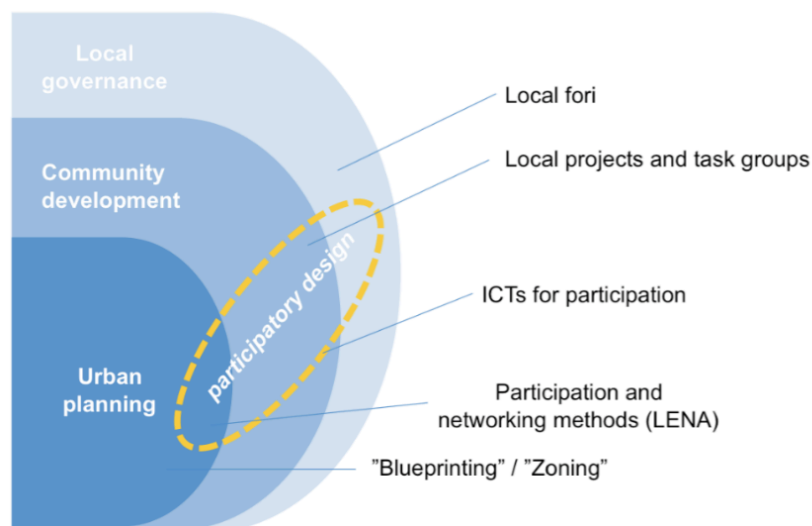 Local
governance
Local fori
Community
development
Local projects and task groups
participatory design
ICTs for participation
Urban
planning
Participation and
networking methods (LENA)
”Blueprinting” / ”Zoning”